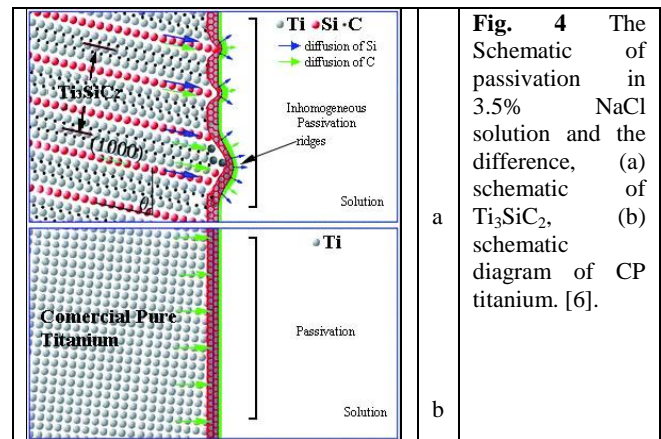 Ti Si · C
diffusion of Si
diffusion of C
Ti₃SiC₂
Inhomogeneous
Passivation
ridges
(1000)
θ
Solution
a
Ti
Comercial Pure
Titanium
Passivation
Solution
b
Fig. 4 The
Schematic of
passivation in
3.5% NaCl
solution and the
difference, (a)
schematic of
Ti₃SiC₂, (b)
schematic
diagram of CP
titanium. [6].